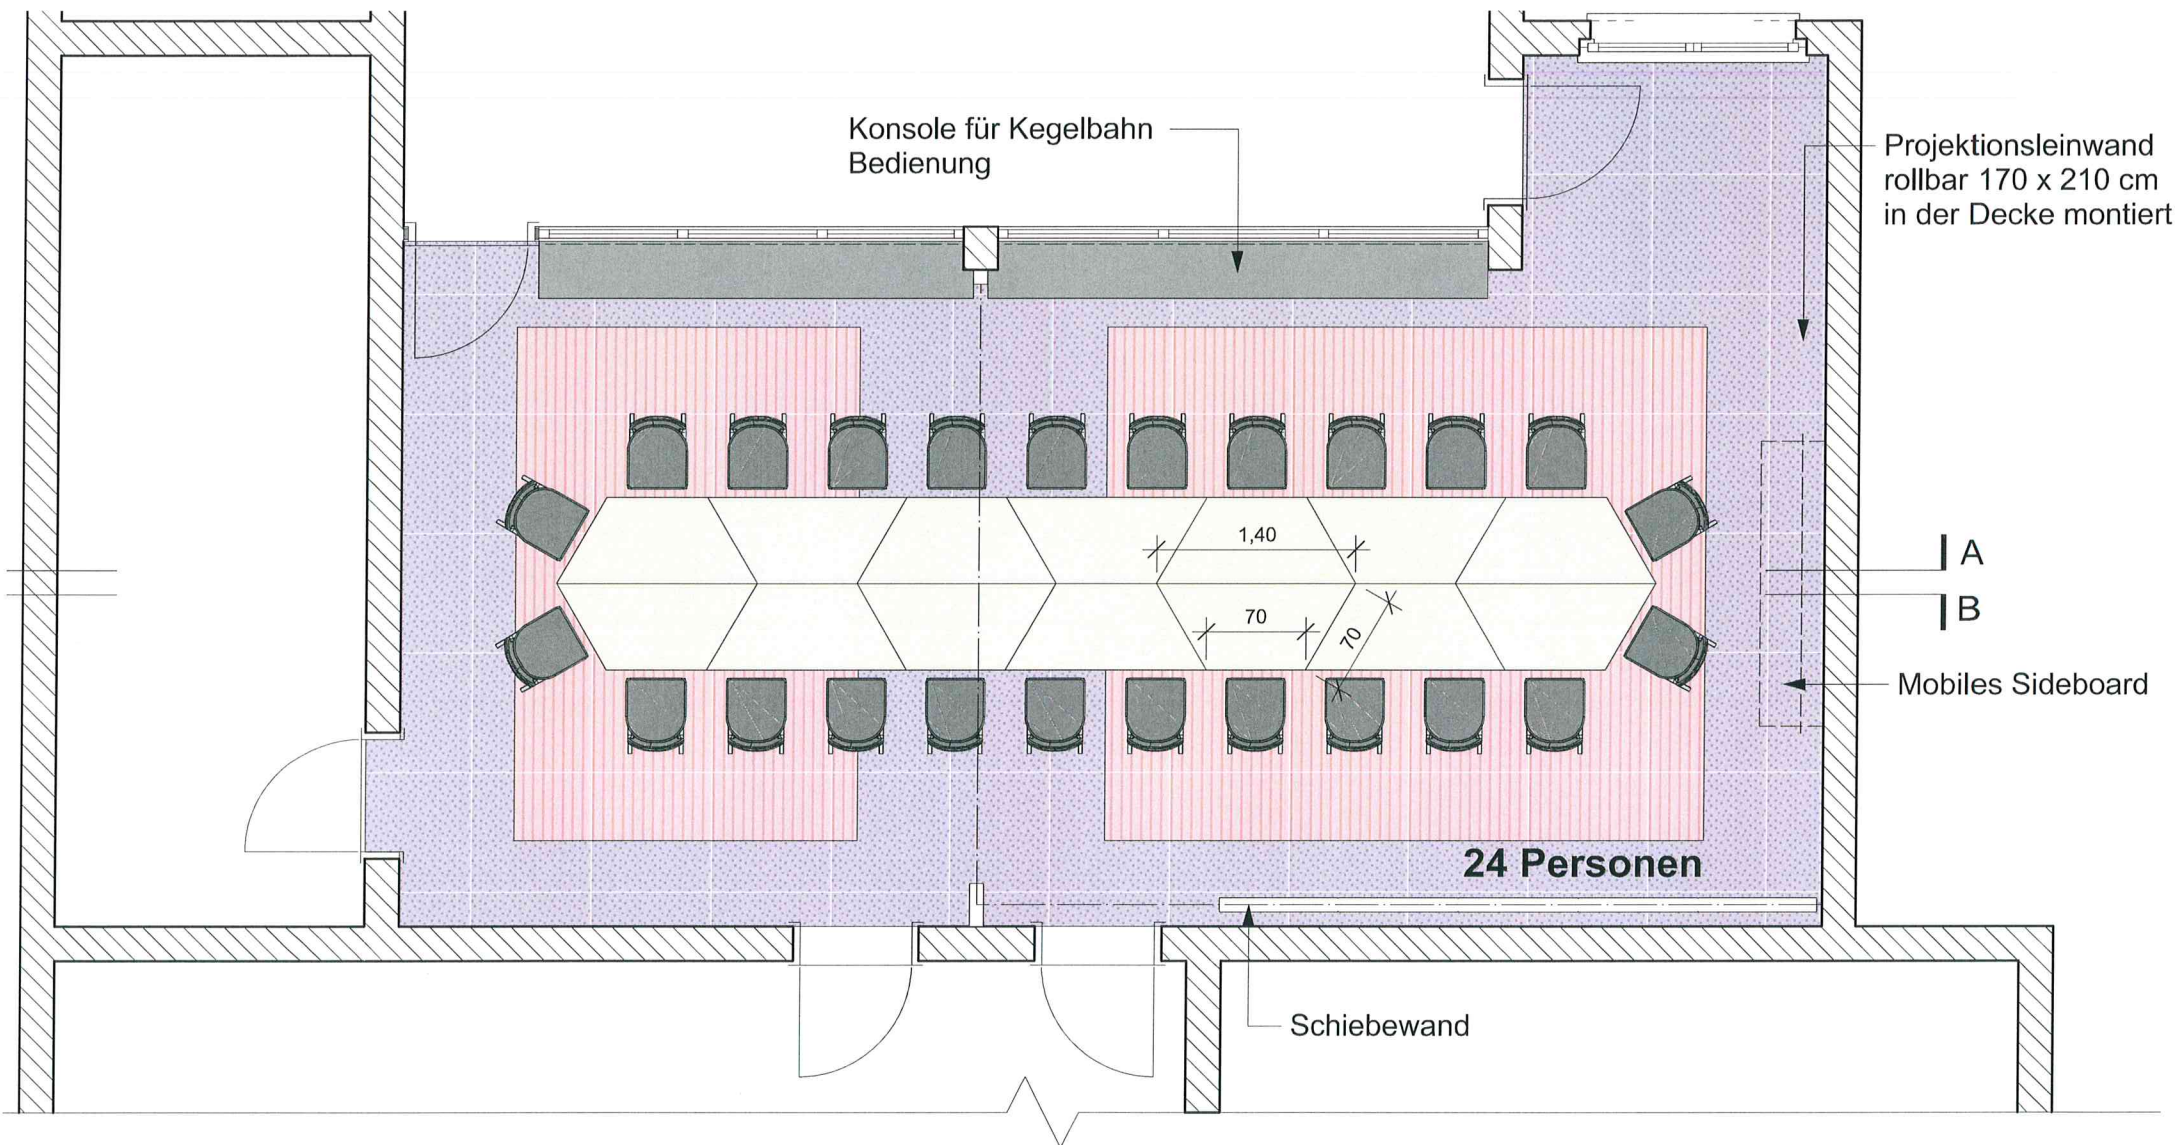 Konsole für Kegelbahn
Bedienung
Projektionsleinwand
rollbar 170 x 210 cm
in der Decke montiert
1,40
A
70
70
B
Mobiles Sideboard
24 Personen
Schiebewand